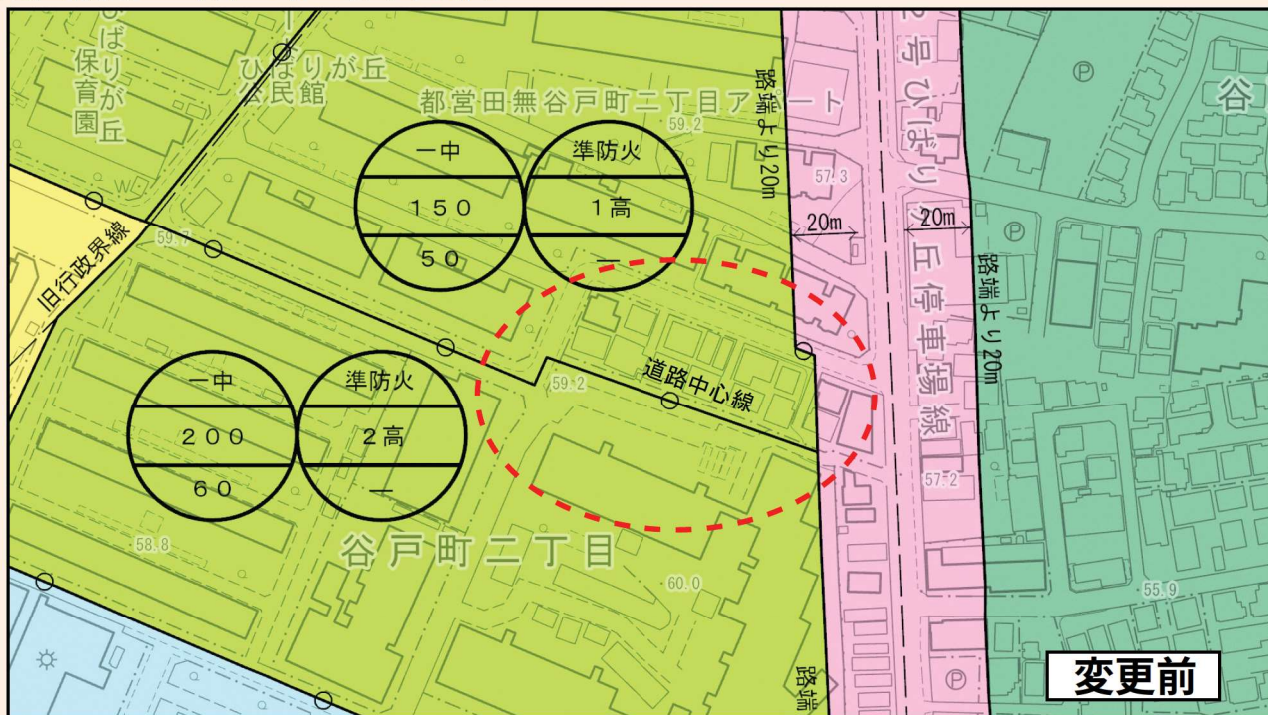 ひばりが丘
保育園
ひばりが丘
公民館
都営田無谷戸町二丁目アパート
59.2
路端より20m
57.3
20m
20m
2号ひばりが丘停車場線
路端より20m
谷
P
P
一中
150
50
準防火
1高
―
W
59.7
旧行政界線
道路中心線
59.2
一中
200
60
準防火
2高
―
57.2
58.8
谷戸町二丁目
60.0
55.9
路端
P
変更前